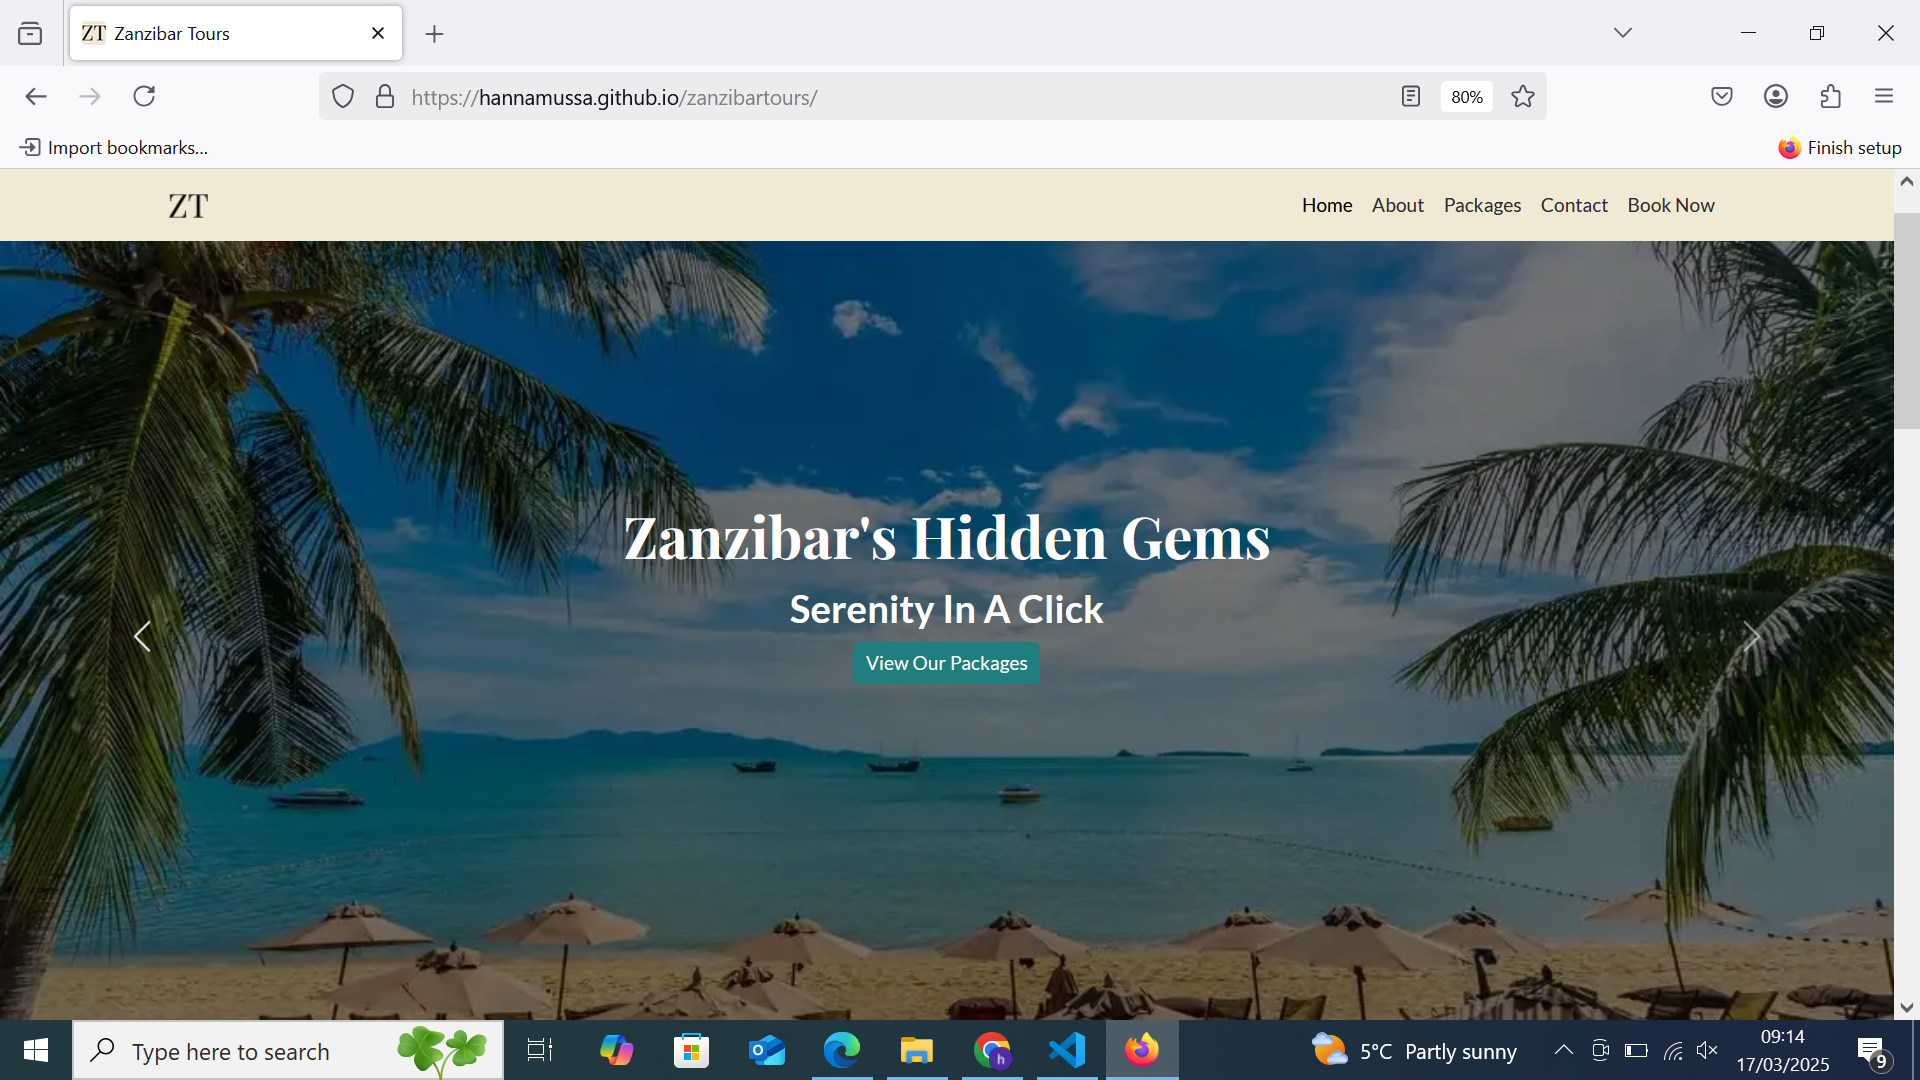 ZT Zanzibar Tours
https://hannamussa.github.io/zanzibartours/
80%
Import bookmarks...
Finish setup
ZT
Home About Packages Contact Book Now
Zanzibar's Hidden Gems
Serenity In A Click
View Our Packages
Type here to search
h
5°C Partly sunny
09:14
17/03/2025
9